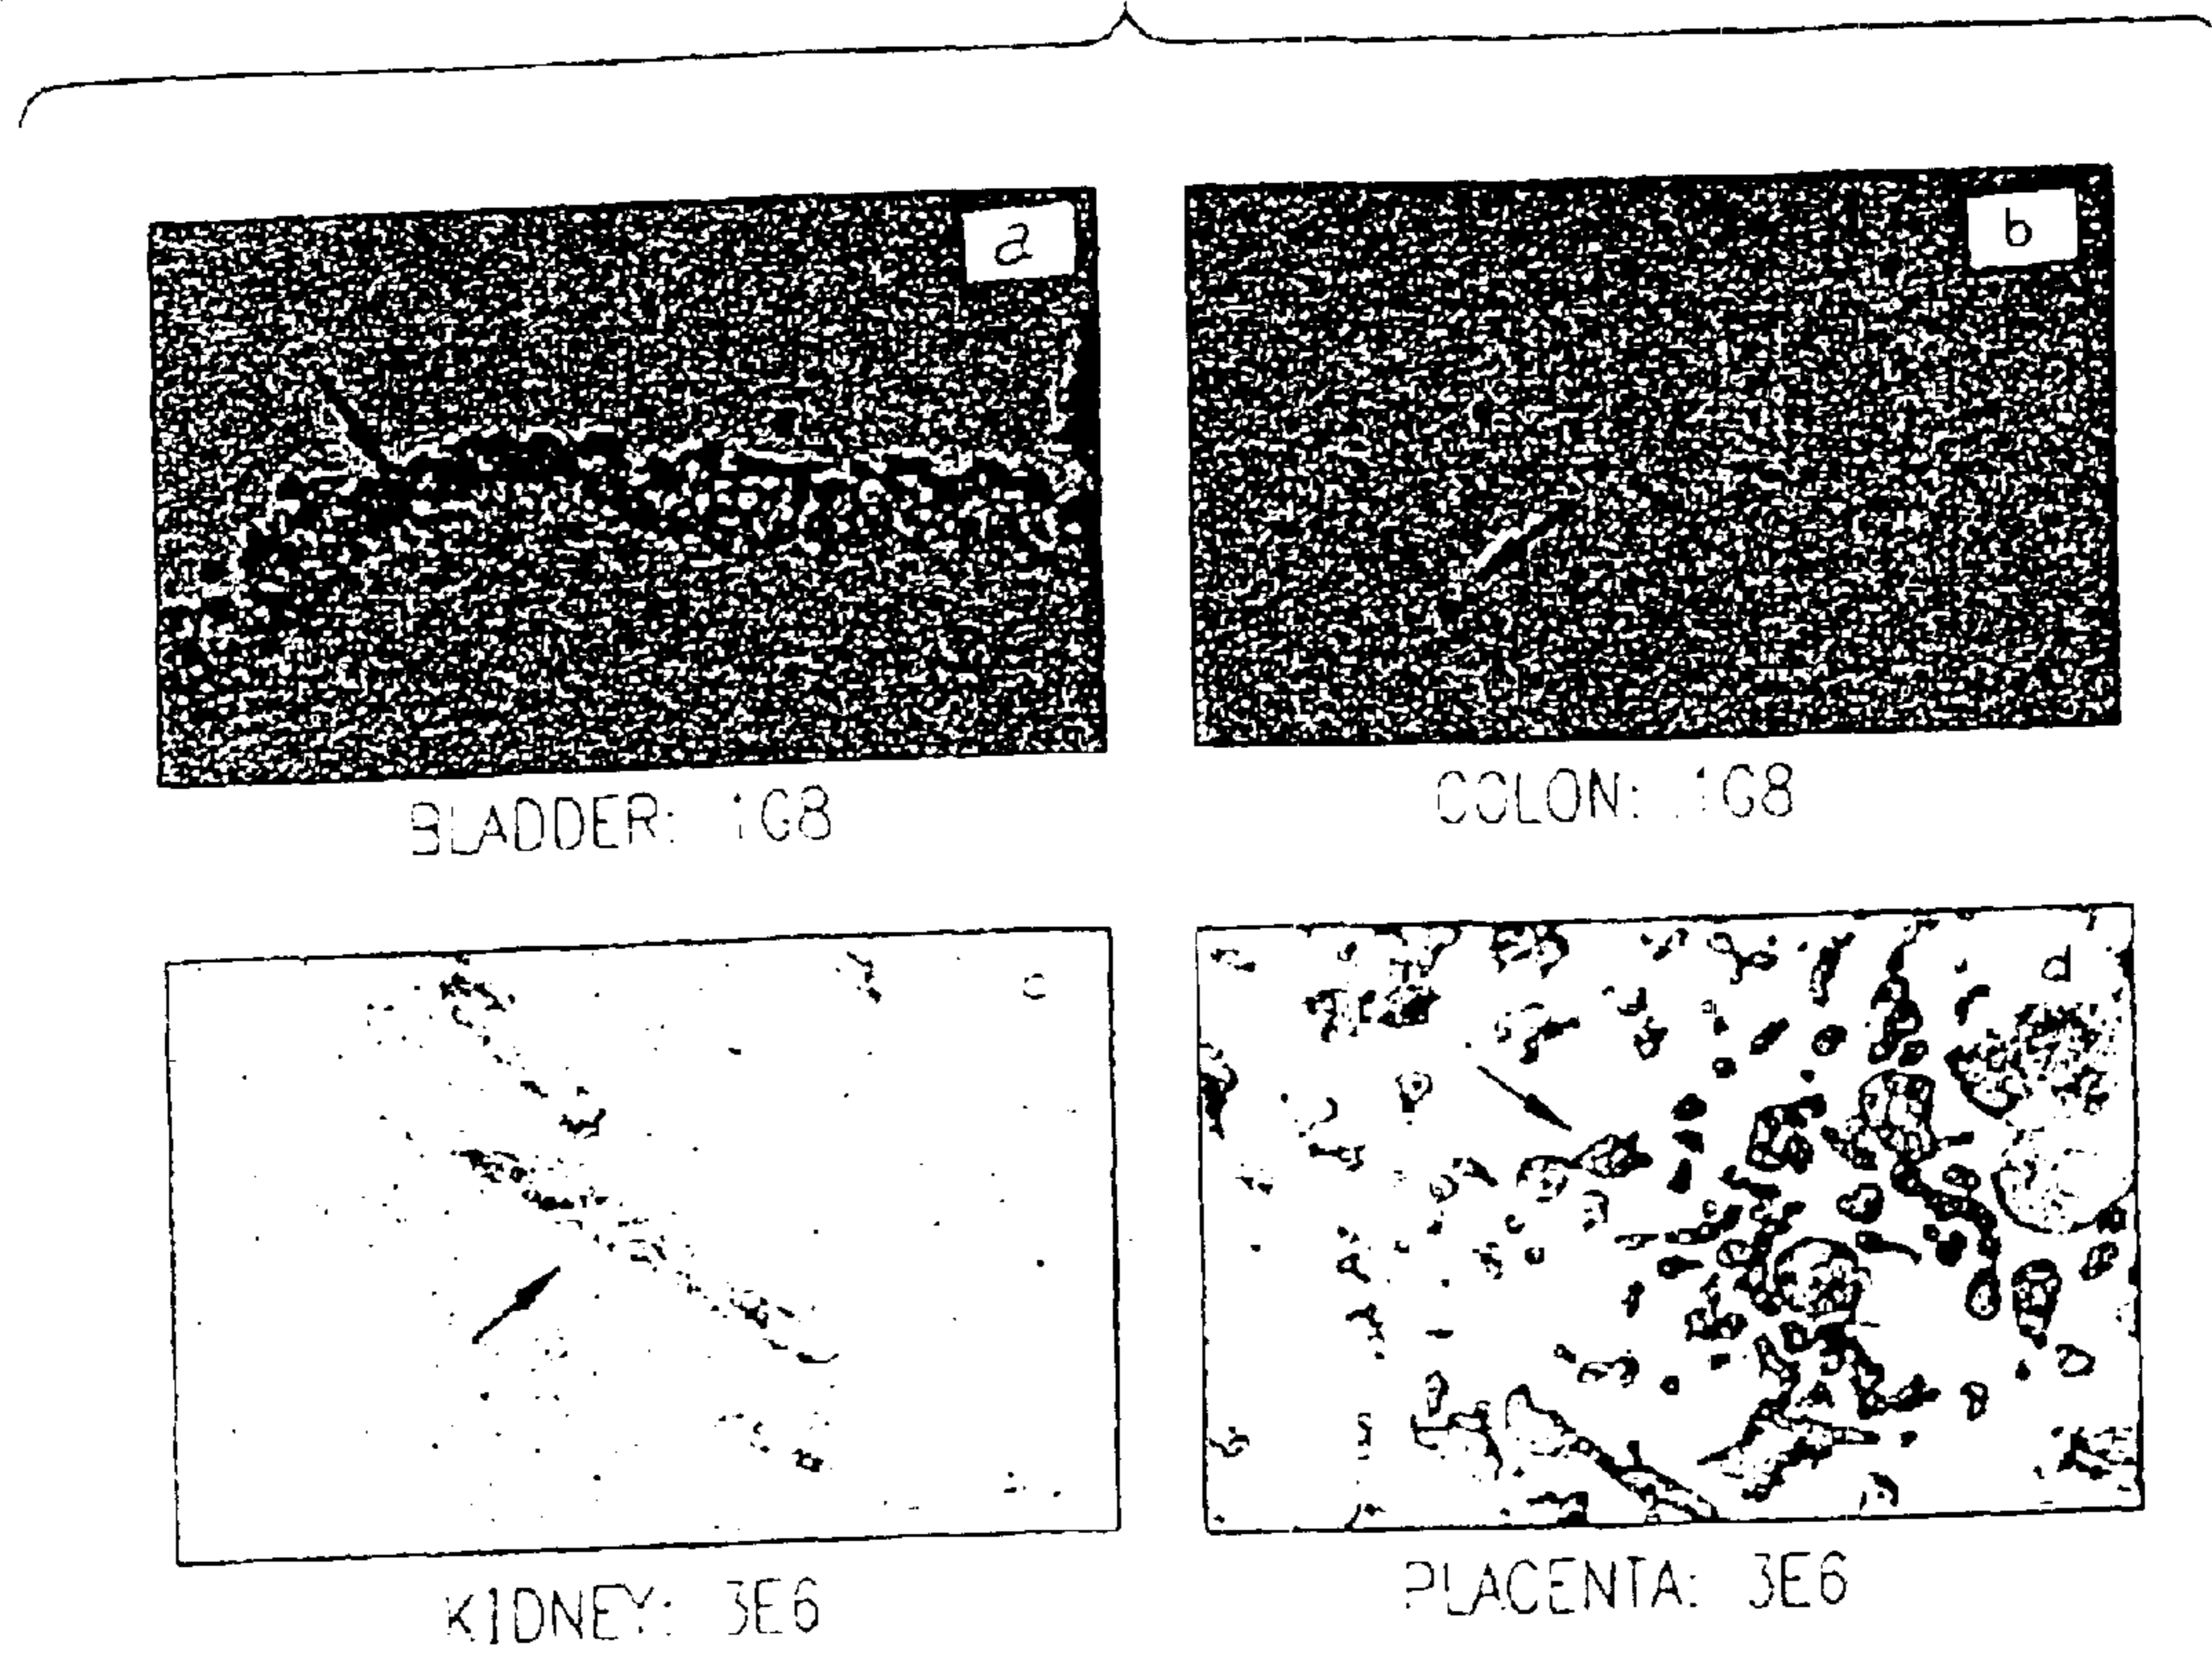 a
b
BLADDER: 1G8
COLON: 1G8
c
d
KIDNEY: 3E6
PLACENTA: 3E6